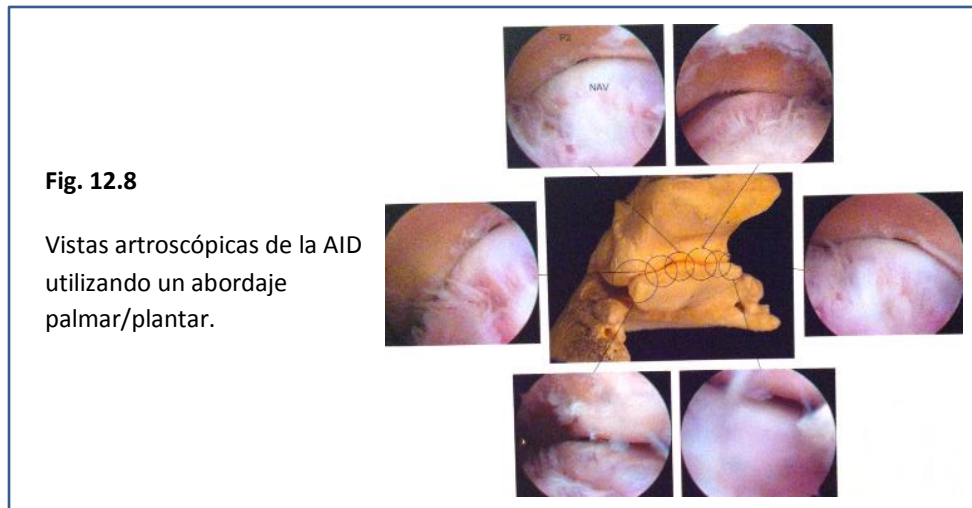 Fig. 12.8
Vistas artroscópicas de la AID
utilizando un abordaje
palmar/plantar.
P2
NAV